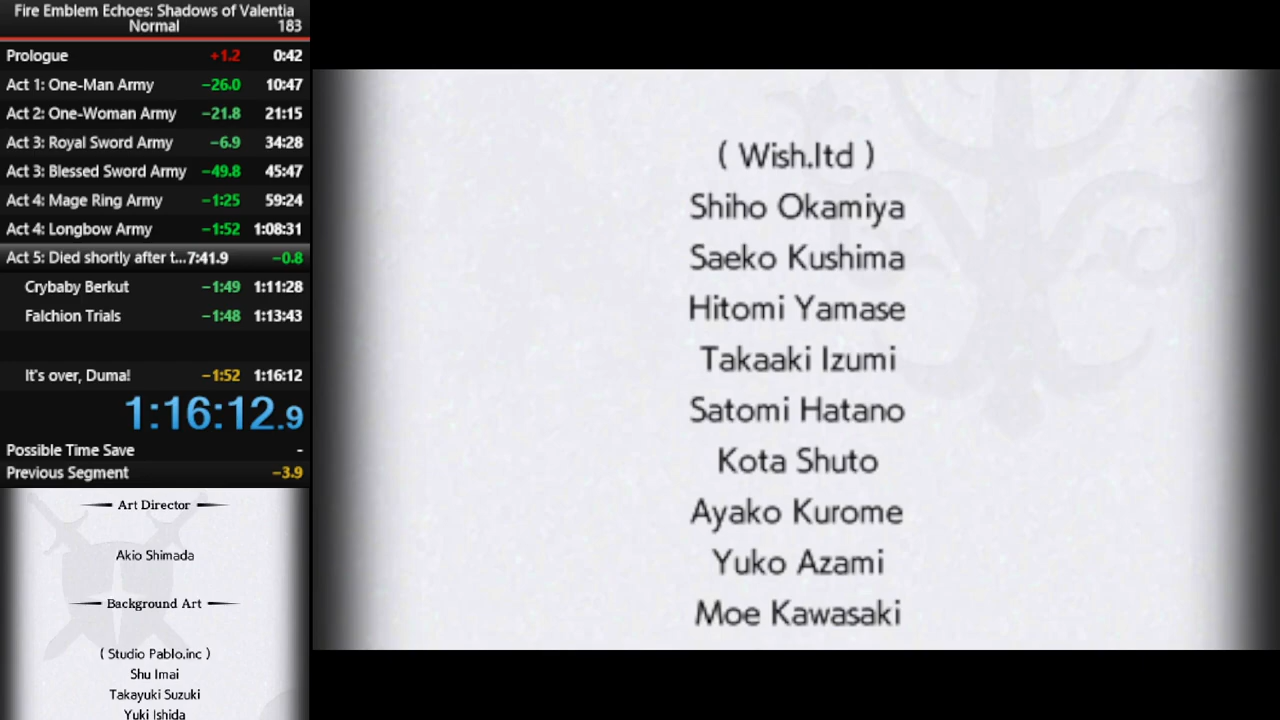 Fire Emblem Echoes: Shadows of Valentia
Normal 183
Prologue +1.2 0:42
Act 1: One-Man Army −26.0 10:47
Act 2: One-Woman Army −21.8 21:15
Act 3: Royal Sword Army −6.9 34:28
Act 3: Blessed Sword Army −49.8 45:47
Act 4: Mage Ring Army −1:25 59:24
Act 4: Longbow Army −1:52 1:08:31
Act 5: Died shortly after t...7:41.9 −0.8
Crybaby Berkut −1:49 1:11:28
Falchion Trials −1:48 1:13:43
It's over, Duma! −1:52 1:16:12
1:16:12.9
Possible Time Save -
Previous Segment −3.9
Art Director
Akio Shimada
Background Art
( Studio Pablo.inc )
Shu Imai
Takayuki Suzuki
Yuki Ishida
( Wish.ltd )
Shiho Okamiya
Saeko Kushima
Hitomi Yamase
Takaaki Izumi
Satomi Hatano
Kota Shuto
Ayako Kurome
Yuko Azami
Moe Kawasaki